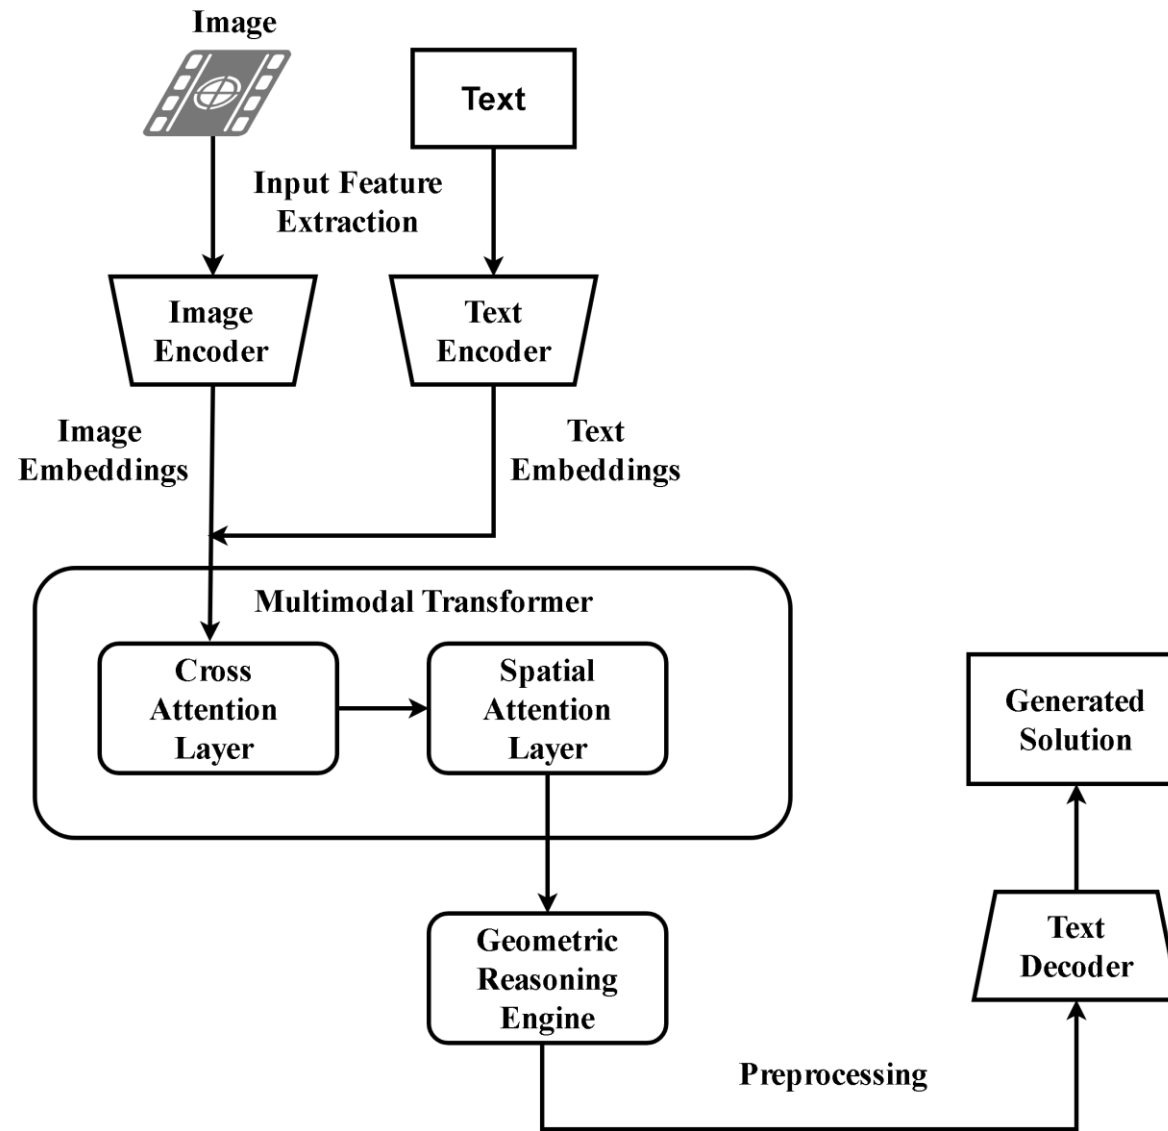 Image
Text
Input Feature
Extraction
Image
Encoder
Text
Encoder
Image
Embeddings
Text
Embeddings
Multimodal Transformer
Cross
Attention
Layer
Spatial
Attention
Layer
Generated
Solution
Geometric
Reasoning
Engine
Text
Decoder
Preprocessing